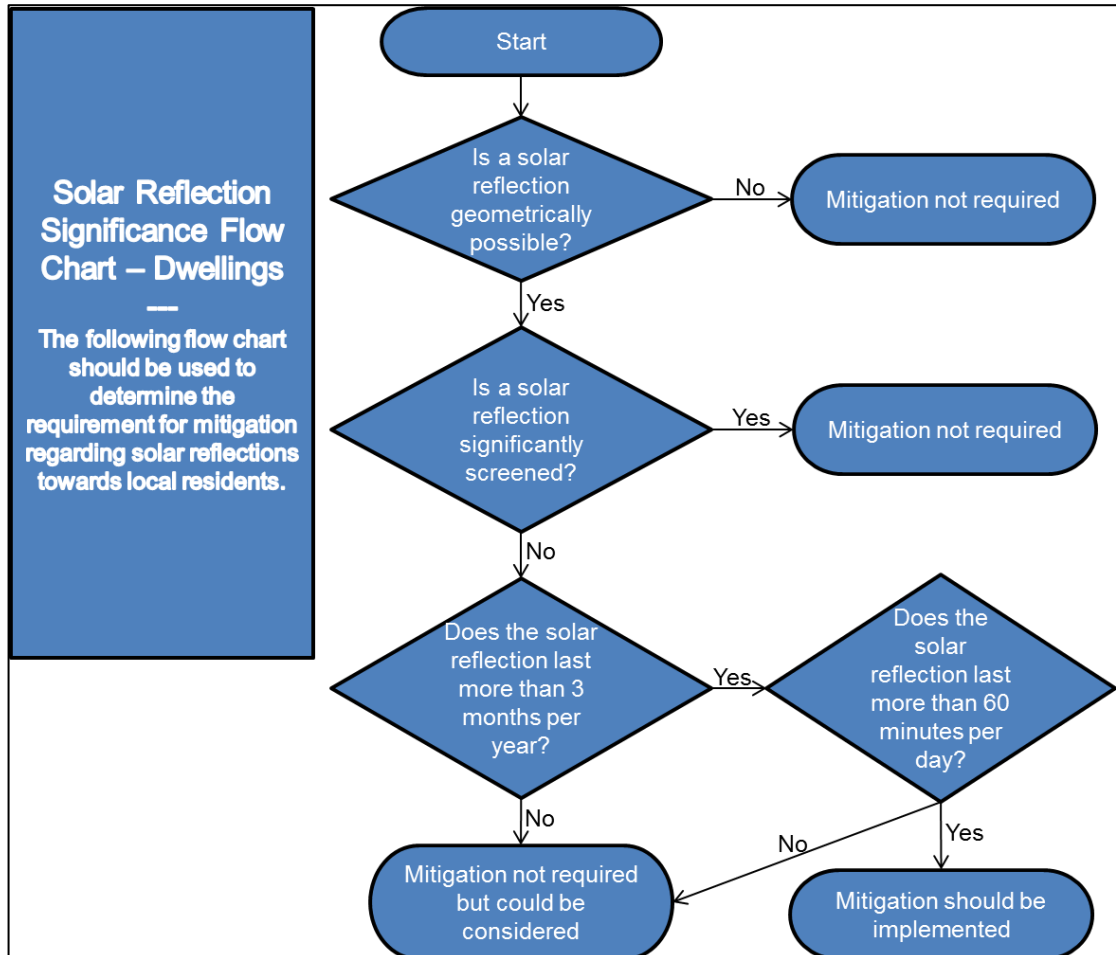 Solar Reflection
Significance Flow
Chart – Dwellings
---
The following flow chart
should be used to
determine the
requirement for mitigation
regarding solar reflections
towards local residents.
Start
Is a solar
reflection
geometrically
possible?
No
Mitigation not required
Yes
Is a solar
reflection
significantly
screened?
Yes
Mitigation not required
No
Does the solar
reflection last
more than 3
months per
year?
Yes
Does the
solar
reflection last
more than 60
minutes per
day?
No
No
Yes
Mitigation not required
but could be
considered
Mitigation should be
implemented